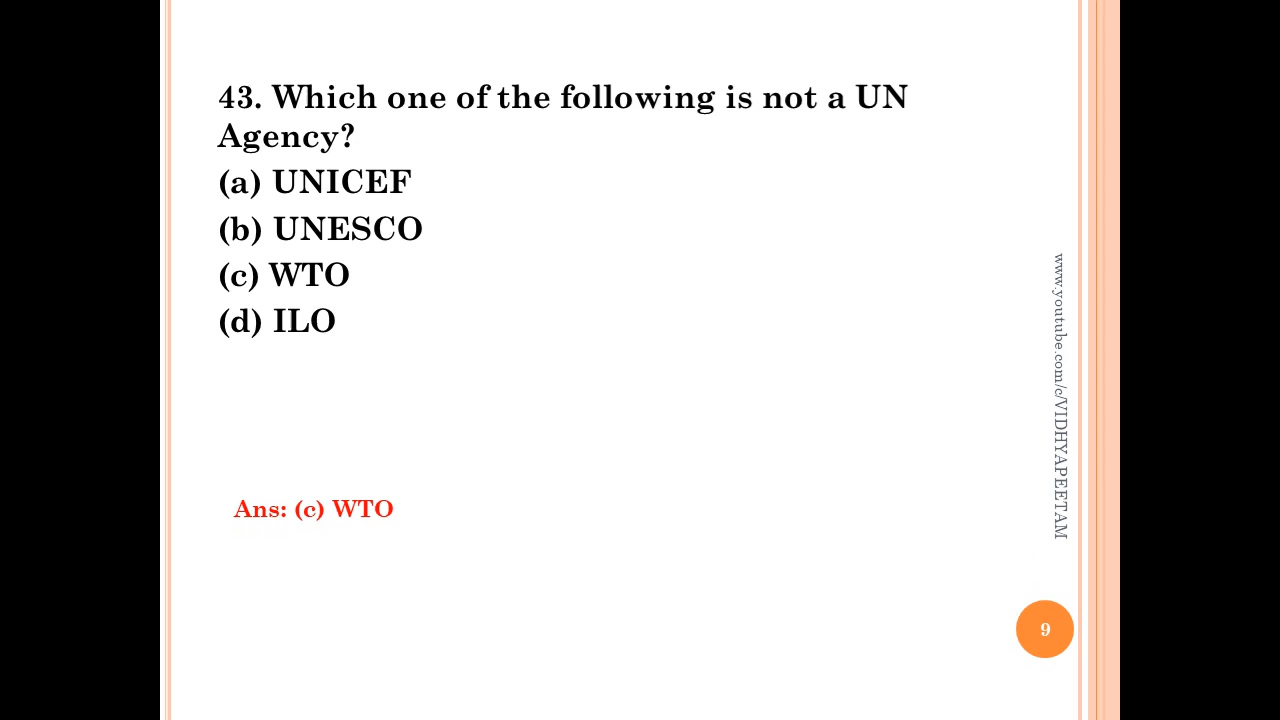 43. Which one of the following is not a UN
Agency?
(a) UNICEF
(b) UNESCO
(c) WTO
(d) ILO
Ans: (c) WTO
www.youtube.com/c/VIDHYAPEETAM
9